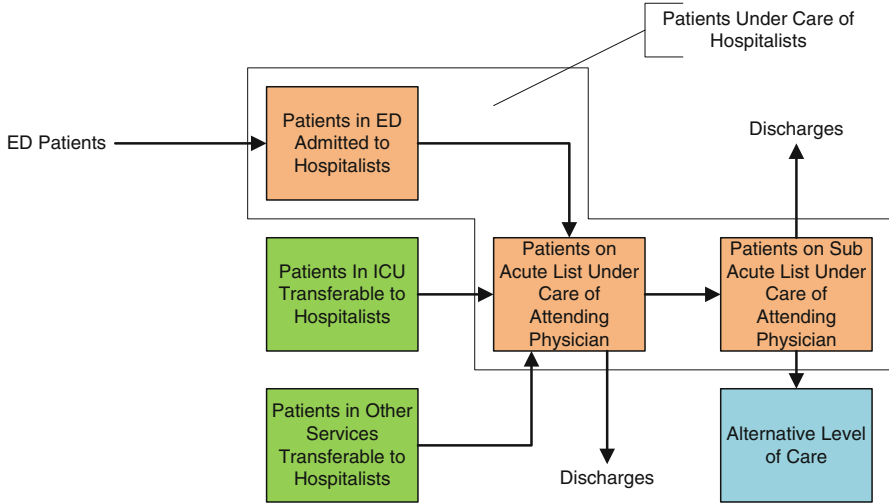 Patients Under Care of
Hospitalists
Patients in ED
Admitted to
Hospitalists
ED Patients
Discharges
Patients In ICU
Transferable to
Hospitalists
Patients on
Acute List Under
Care of
Attending
Physician
Patients on Sub
Acute List Under
Care of
Attending
Physician
Patients in Other
Services
Transferable to
Hospitalists
Discharges
Alternative Level
of Care